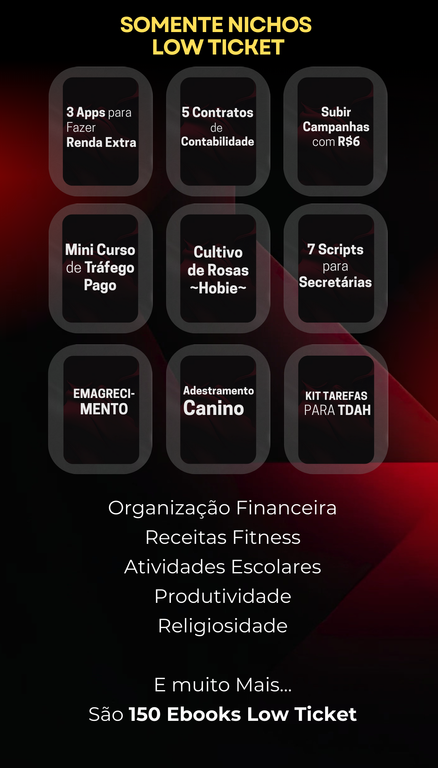 SOMENTE NICHOS
LOW TICKET
3 Apps para
Fazer
Renda Extra
5 Contratos
de
Contabilidade
Subir
Campanhas
com R$6
Mini Curso
de Tráfego
Pago
Cultivo
de Rosas
~Hobie~
7 Scripts
para
Secretárias
EMAGRECI-
MENTO
Adestramento
Canino
KIT TAREFAS
PARA TDAH
Organização Financeira
Receitas Fitness
Atividades Escolares
Produtividade
Religiosidade
E muito Mais...
São 150 Ebooks Low Ticket